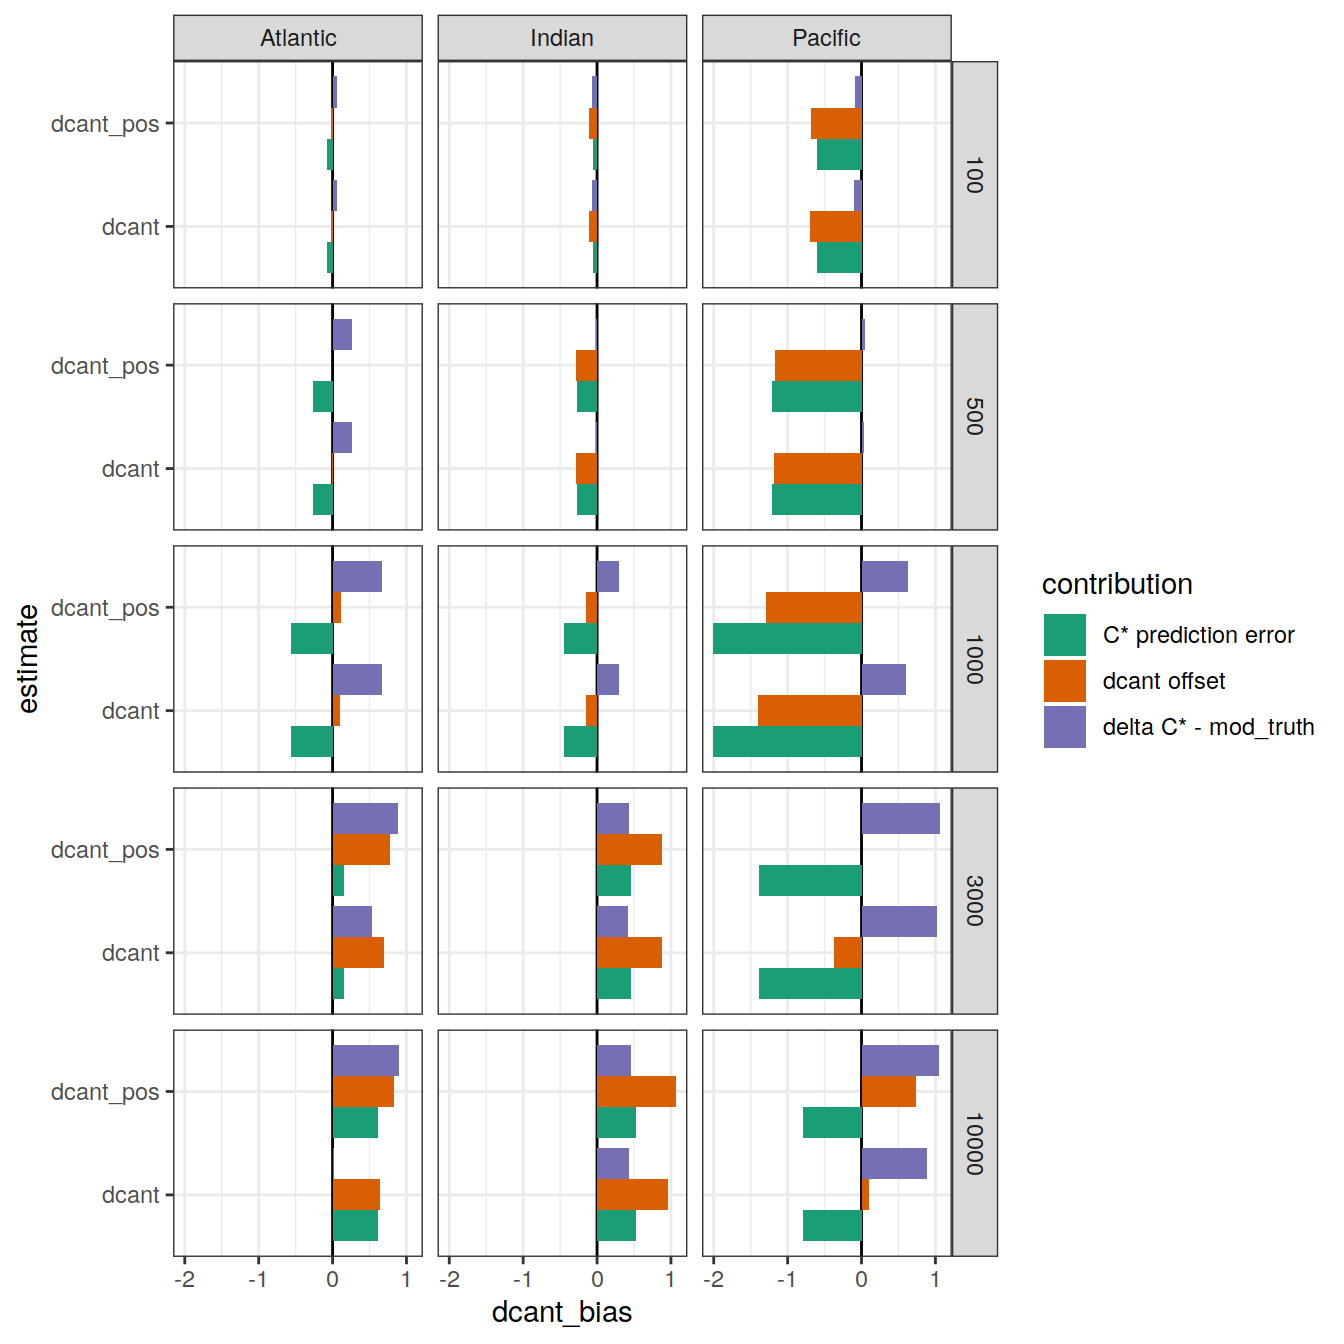 Atlantic
Indian
Pacific
dcant_pos
dcant
100
dcant_pos
dcant
500
dcant_pos
dcant
1000
dcant_pos
dcant
3000
dcant_pos
dcant
10000
-2 -1 0 1
-2 -1 0 1
-2 -1 0 1
dcant_bias
estimate
contribution
C* prediction error
dcant offset
delta C* - mod_truth